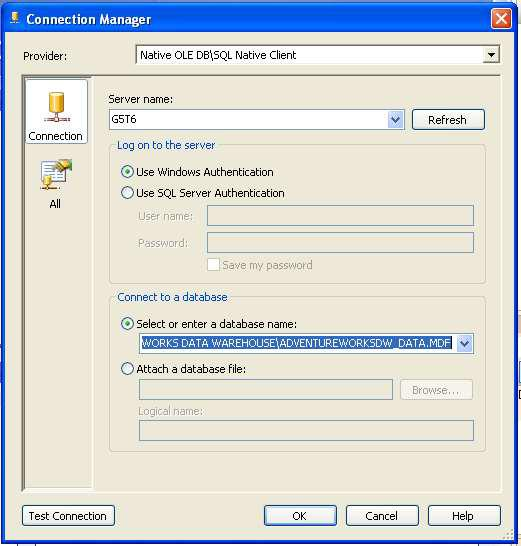 Connection Manager
Provider:
Native OLE DB\SQL Native Client
Connection
All
Server name:
G5T6
Refresh
Log on to the server
Use Windows Authentication
Use SQL Server Authentication
User name:
Password:
Save my password
Connect to a database
Select or enter a database name:
WORKS DATA WAREHOUSE\ADVENTUREWORKSDW_DATA.MDF
Attach a database file:
Browse...
Logical name:
Test Connection
OK
Cancel
Help